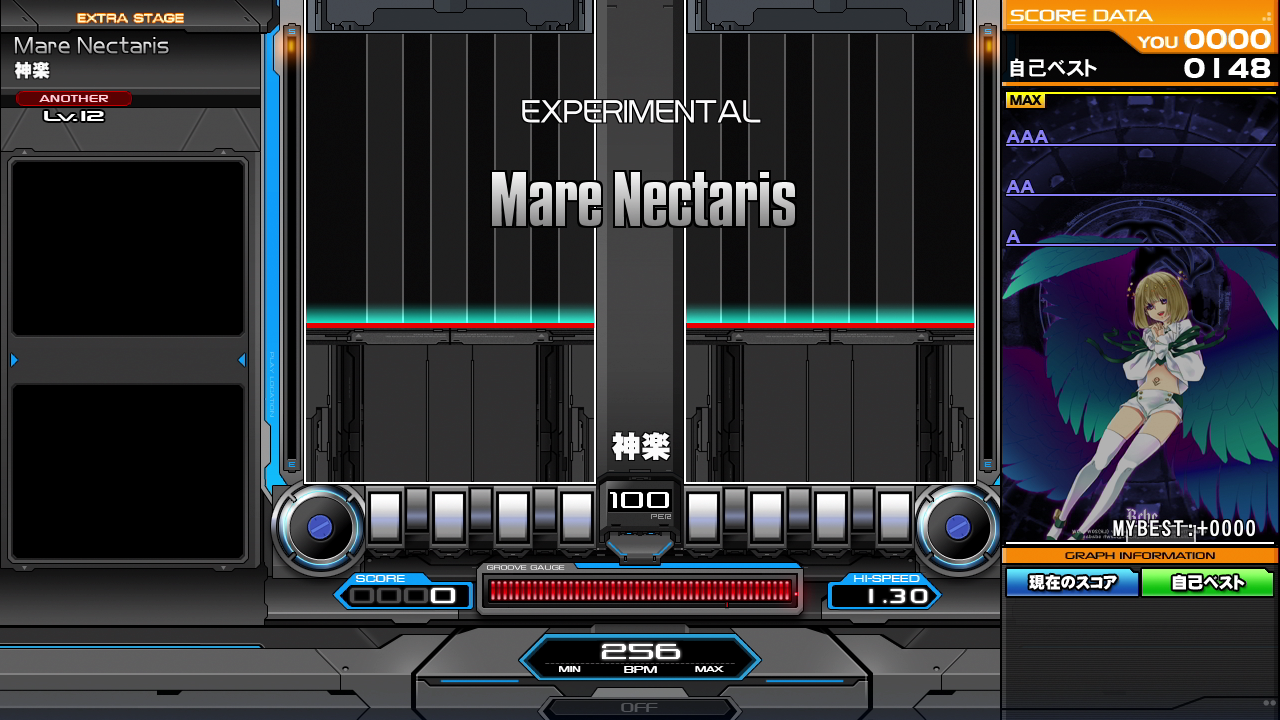 EXTRA STAGE
Mare Nectaris
神楽
ANOTHER
Lv.12
EXPERIMENTAL
Mare Nectaris
神楽
100
PER
SCORE
0
GROOVE GAUGE
HI-SPEED
1.30
256
MIN BPM MAX
OFF
SCORE DATA
YOU 0000
自己ベスト 0148
MAX
AAA
AA
A
MYBEST:+0000
GRAPH INFORMATION
現在のスコア 自己ベスト